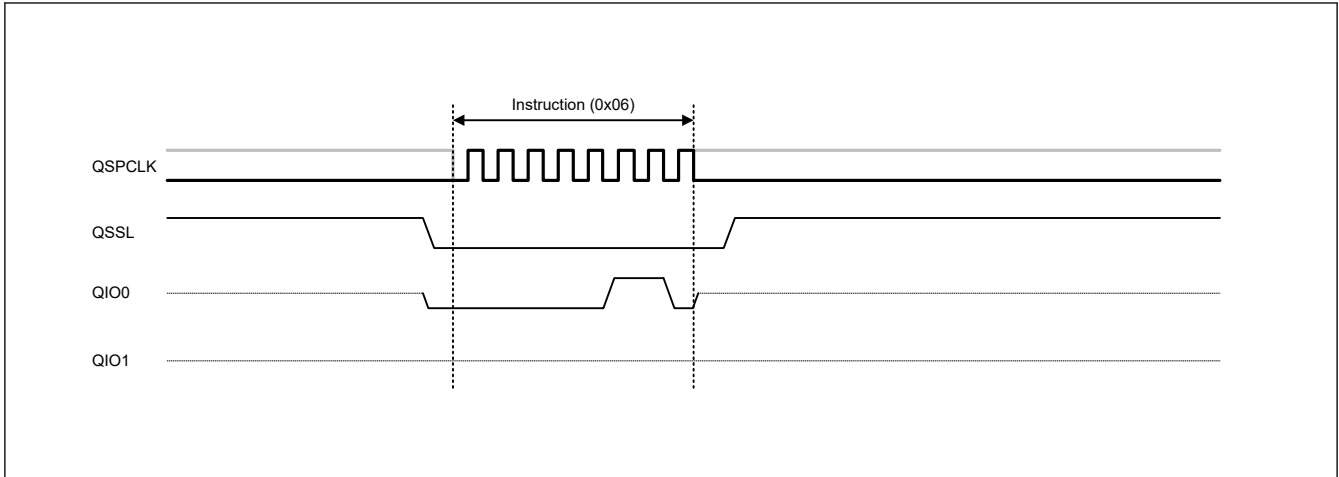 Instruction (0x06)
QSPCLK
QSSL
QIO0
QIO1